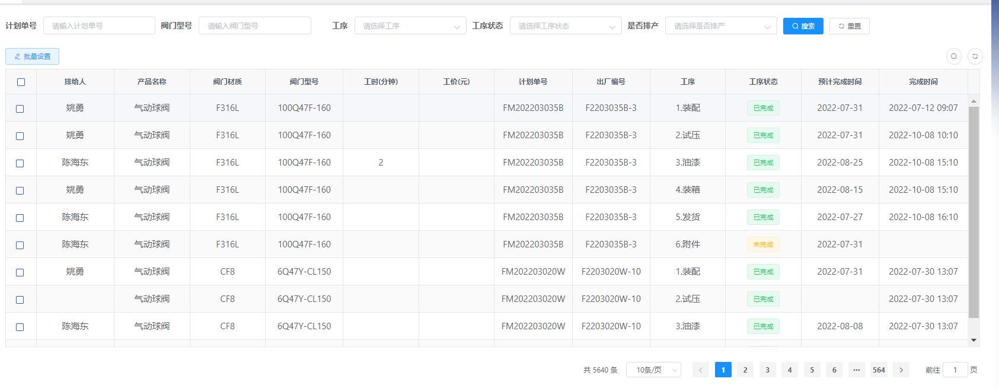 计划单号 请输入计划单号 阀门型号 请输入阀门型号 工序 请选择工序 工序状态 请选择工序状态 是否排产 请选择是否排产 搜索 重置
批量设置
排给人 产品名称 阀门材质 阀门型号 工时(分钟) 工价(元) 计划单号 出厂编号 工序 工序状态 预计完成时间 完成时间
姚勇 气动球阀 F316L 100Q47F-160 FM202203035B F2203035B-3 1.装配 已完成 2022-07-31 2022-07-12 09:07
姚勇 气动球阀 F316L 100Q47F-160 FM202203035B F2203035B-3 2.试压 已完成 2022-07-31 2022-10-08 10:10
陈海东 气动球阀 F316L 100Q47F-160 2 FM202203035B F2203035B-3 3.油漆 已完成 2022-08-25 2022-10-08 15:10
姚勇 气动球阀 F316L 100Q47F-160 FM202203035B F2203035B-3 4.装箱 已完成 2022-08-15 2022-10-08 15:10
陈海东 气动球阀 F316L 100Q47F-160 FM202203035B F2203035B-3 5.发货 已完成 2022-07-27 2022-10-08 16:10
陈海东 气动球阀 F316L 100Q47F-160 FM202203035B F2203035B-3 6.附件 未完成 2022-07-31
姚勇 气动球阀 CF8 6Q47Y-CL150 FM202203020W F2203020W-10 1.装配 已完成 2022-07-31 2022-07-30 13:07
气动球阀 CF8 6Q47Y-CL150 FM202203020W F2203020W-10 2.试压 已完成 2022-07-30 13:07
陈海东 气动球阀 CF8 6Q47Y-CL150 FM202203020W F2203020W-10 3.油漆 已完成 2022-08-08 2022-07-30 13:07
共 5640 条 10条/页 1 2 3 4 5 6 ··· 564 前往 1 页